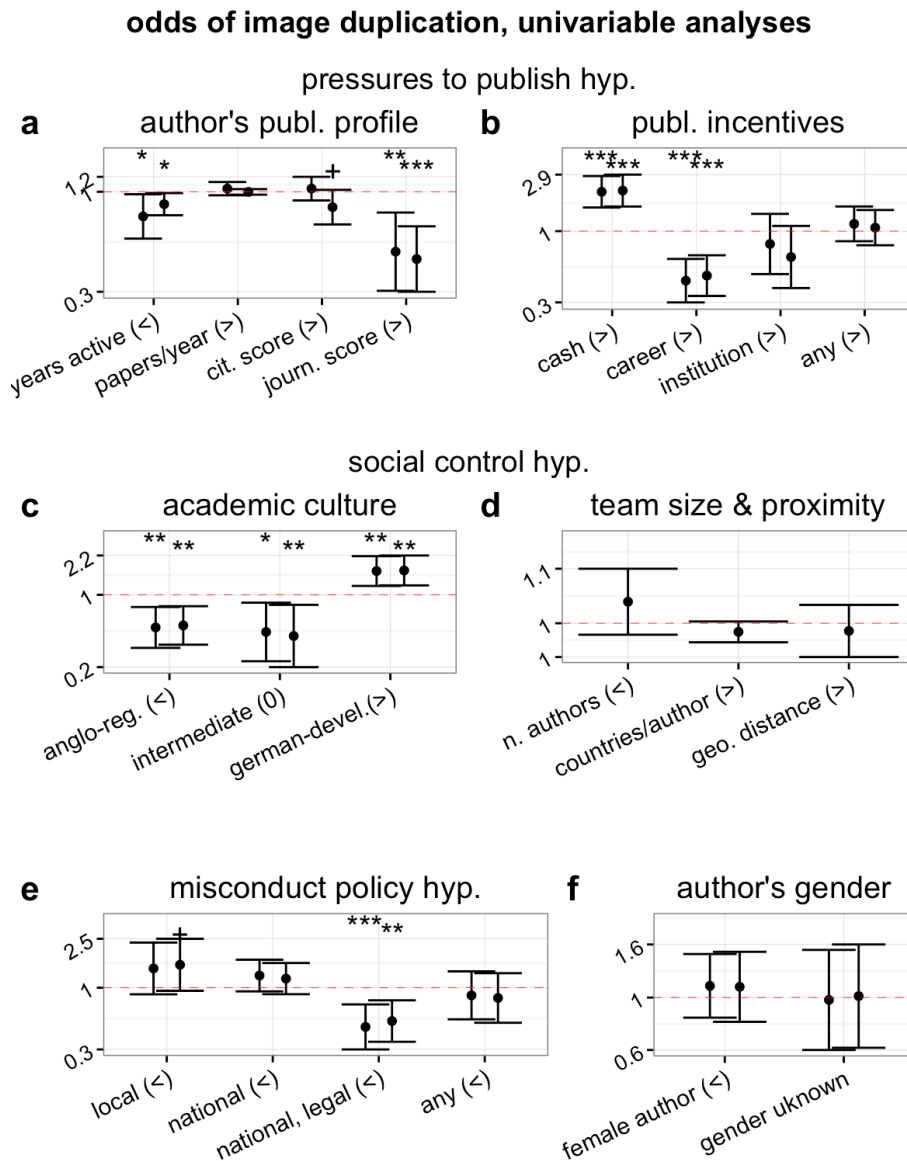 odds of image duplication, univariable analyses
pressures to publish hyp.
a author's publ. profile
* * + ** ***
1.2
1
0.3
years active (<)
papers/year (>)
cit. score (>)
journ. score (>)
b publ. incentives
*** *** *** ***
2.9
1
0.3
cash (>)
career (>)
institution (>)
any (>)
social control hyp.
c academic culture
** ** * ** ** **
2.2
1
0.2
anglo-reg. (<)
intermediate (0)
german-devel.(>)
d team size & proximity
1.1
1
1
n. authors (<)
countries/author (>)
geo. distance (>)
e misconduct policy hyp.
+ *** **
2.5
1
0.3
local (<)
national (<)
national, legal (<)
any (<)
f author's gender
1.6
1
0.6
female author (<)
gender uknown